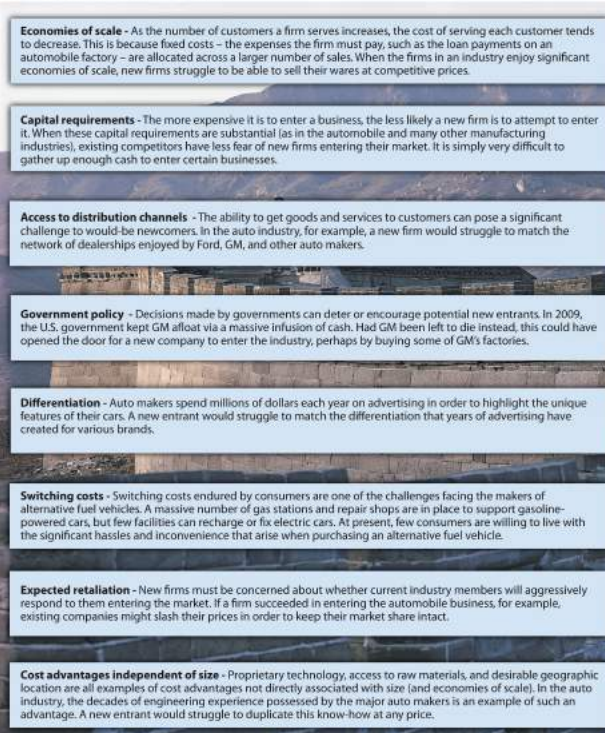 Economies of scale - As the number of customers a firm serves increases, the cost of serving each customer tends
to decrease. This is because fixed costs – the expenses the firm must pay, such as the loan payments on an
automobile factory – are allocated across a larger number of sales. When the firms in an industry enjoy significant
economies of scale, new firms struggle to be able to sell their wares at competitive prices.
Capital requirements - The more expensive it is to enter a business, the less likely a new firm is to attempt to enter
it. When these capital requirements are substantial (as in the automobile and many other manufacturing
industries), existing competitors have less fear of new firms entering their market. It is simply very difficult to
gather up enough cash to enter certain businesses.
Access to distribution channels - The ability to get goods and services to customers can pose a significant
challenge to would-be newcomers. In the auto industry, for example, a new firm would struggle to match the
network of dealerships enjoyed by Ford, GM, and other auto makers.
Government policy - Decisions made by governments can deter or encourage potential new entrants. In 2009,
the U.S. government kept GM afloat via a massive infusion of cash. Had GM been left to die instead, this could have
opened the door for a new company to enter the industry, perhaps by buying some of GM's factories.
Differentiation - Auto makers spend millions of dollars each year on advertising in order to highlight the unique
features of their cars. A new entrant would struggle to match the differentiation that years of advertising have
created for various brands.
Switching costs - Switching costs endured by consumers are one of the challenges facing the makers of
alternative fuel vehicles. A massive number of gas stations and repair shops are in place to support gasoline-
powered cars, but few facilities can recharge or fix electric cars. At present, few consumers are willing to live with
the significant hassles and inconvenience that arise when purchasing an alternative fuel vehicle.
Expected retaliation - New firms must be concerned about whether current industry members will aggressively
respond to them entering the market. If a firm succeeded in entering the automobile business, for example,
existing companies might slash their prices in order to keep their market share intact.
Cost advantages independent of size - Proprietary technology, access to raw materials, and desirable geographic
location are all examples of cost advantages not directly associated with size (and economies of scale). In the auto
industry, the decades of engineering experience possessed by the major auto makers is an example of such an
advantage. A new entrant would struggle to duplicate this know-how at any price.